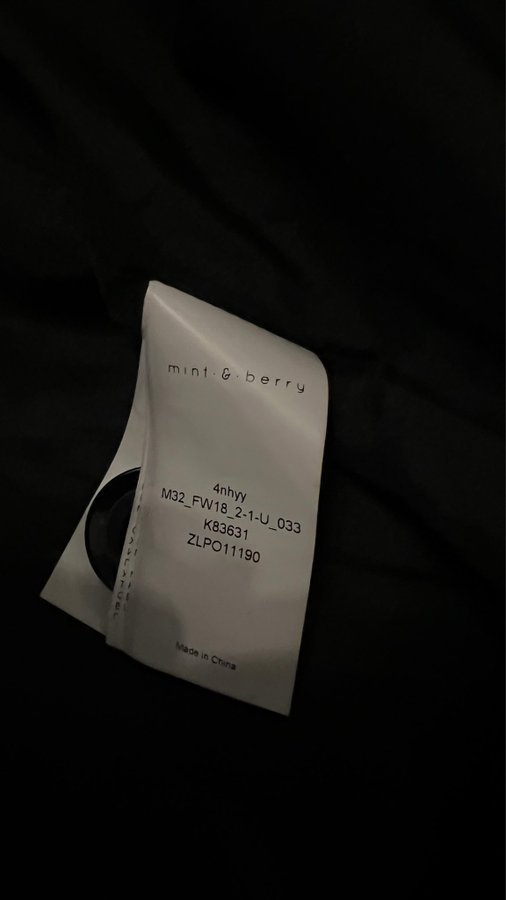 mint·&·berry
4nhyy
M32_FW18_2-1-U_033
K83631
ZLPO11190
Made in China